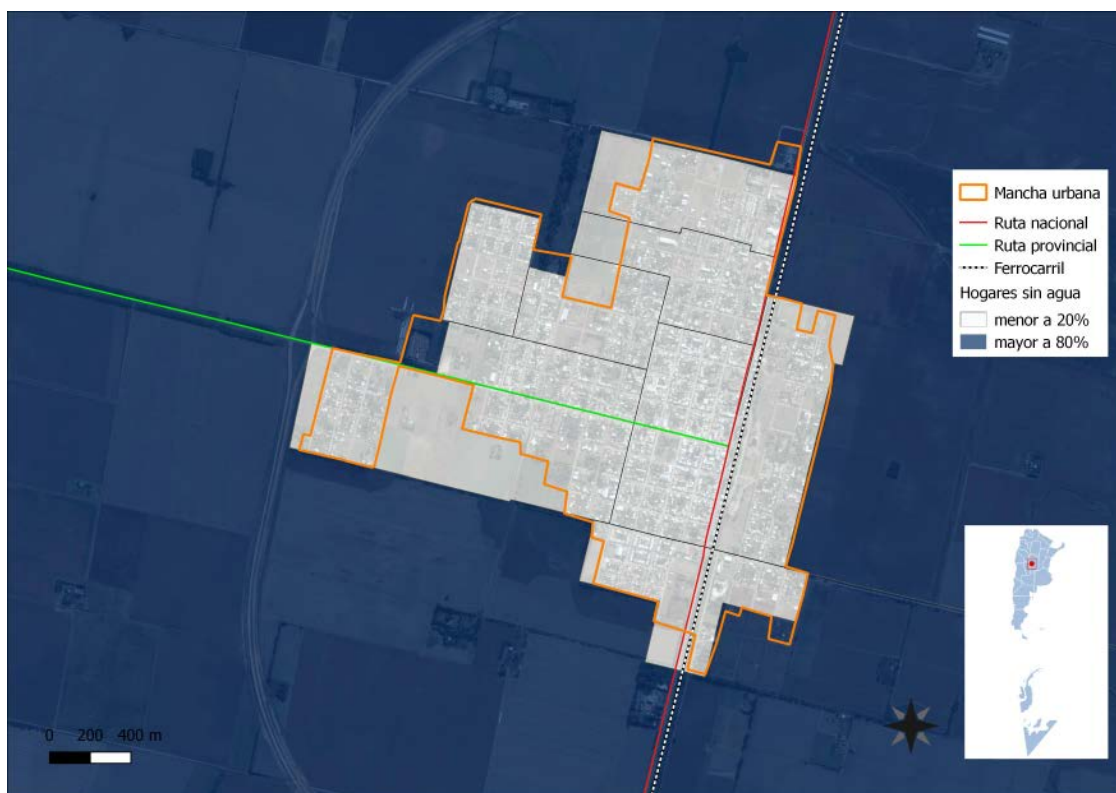 Mancha urbana
Ruta nacional
Ruta provincial
Ferrocarril
Hogares sin agua
menor a 20%
mayor a 80%
0 200 400 m